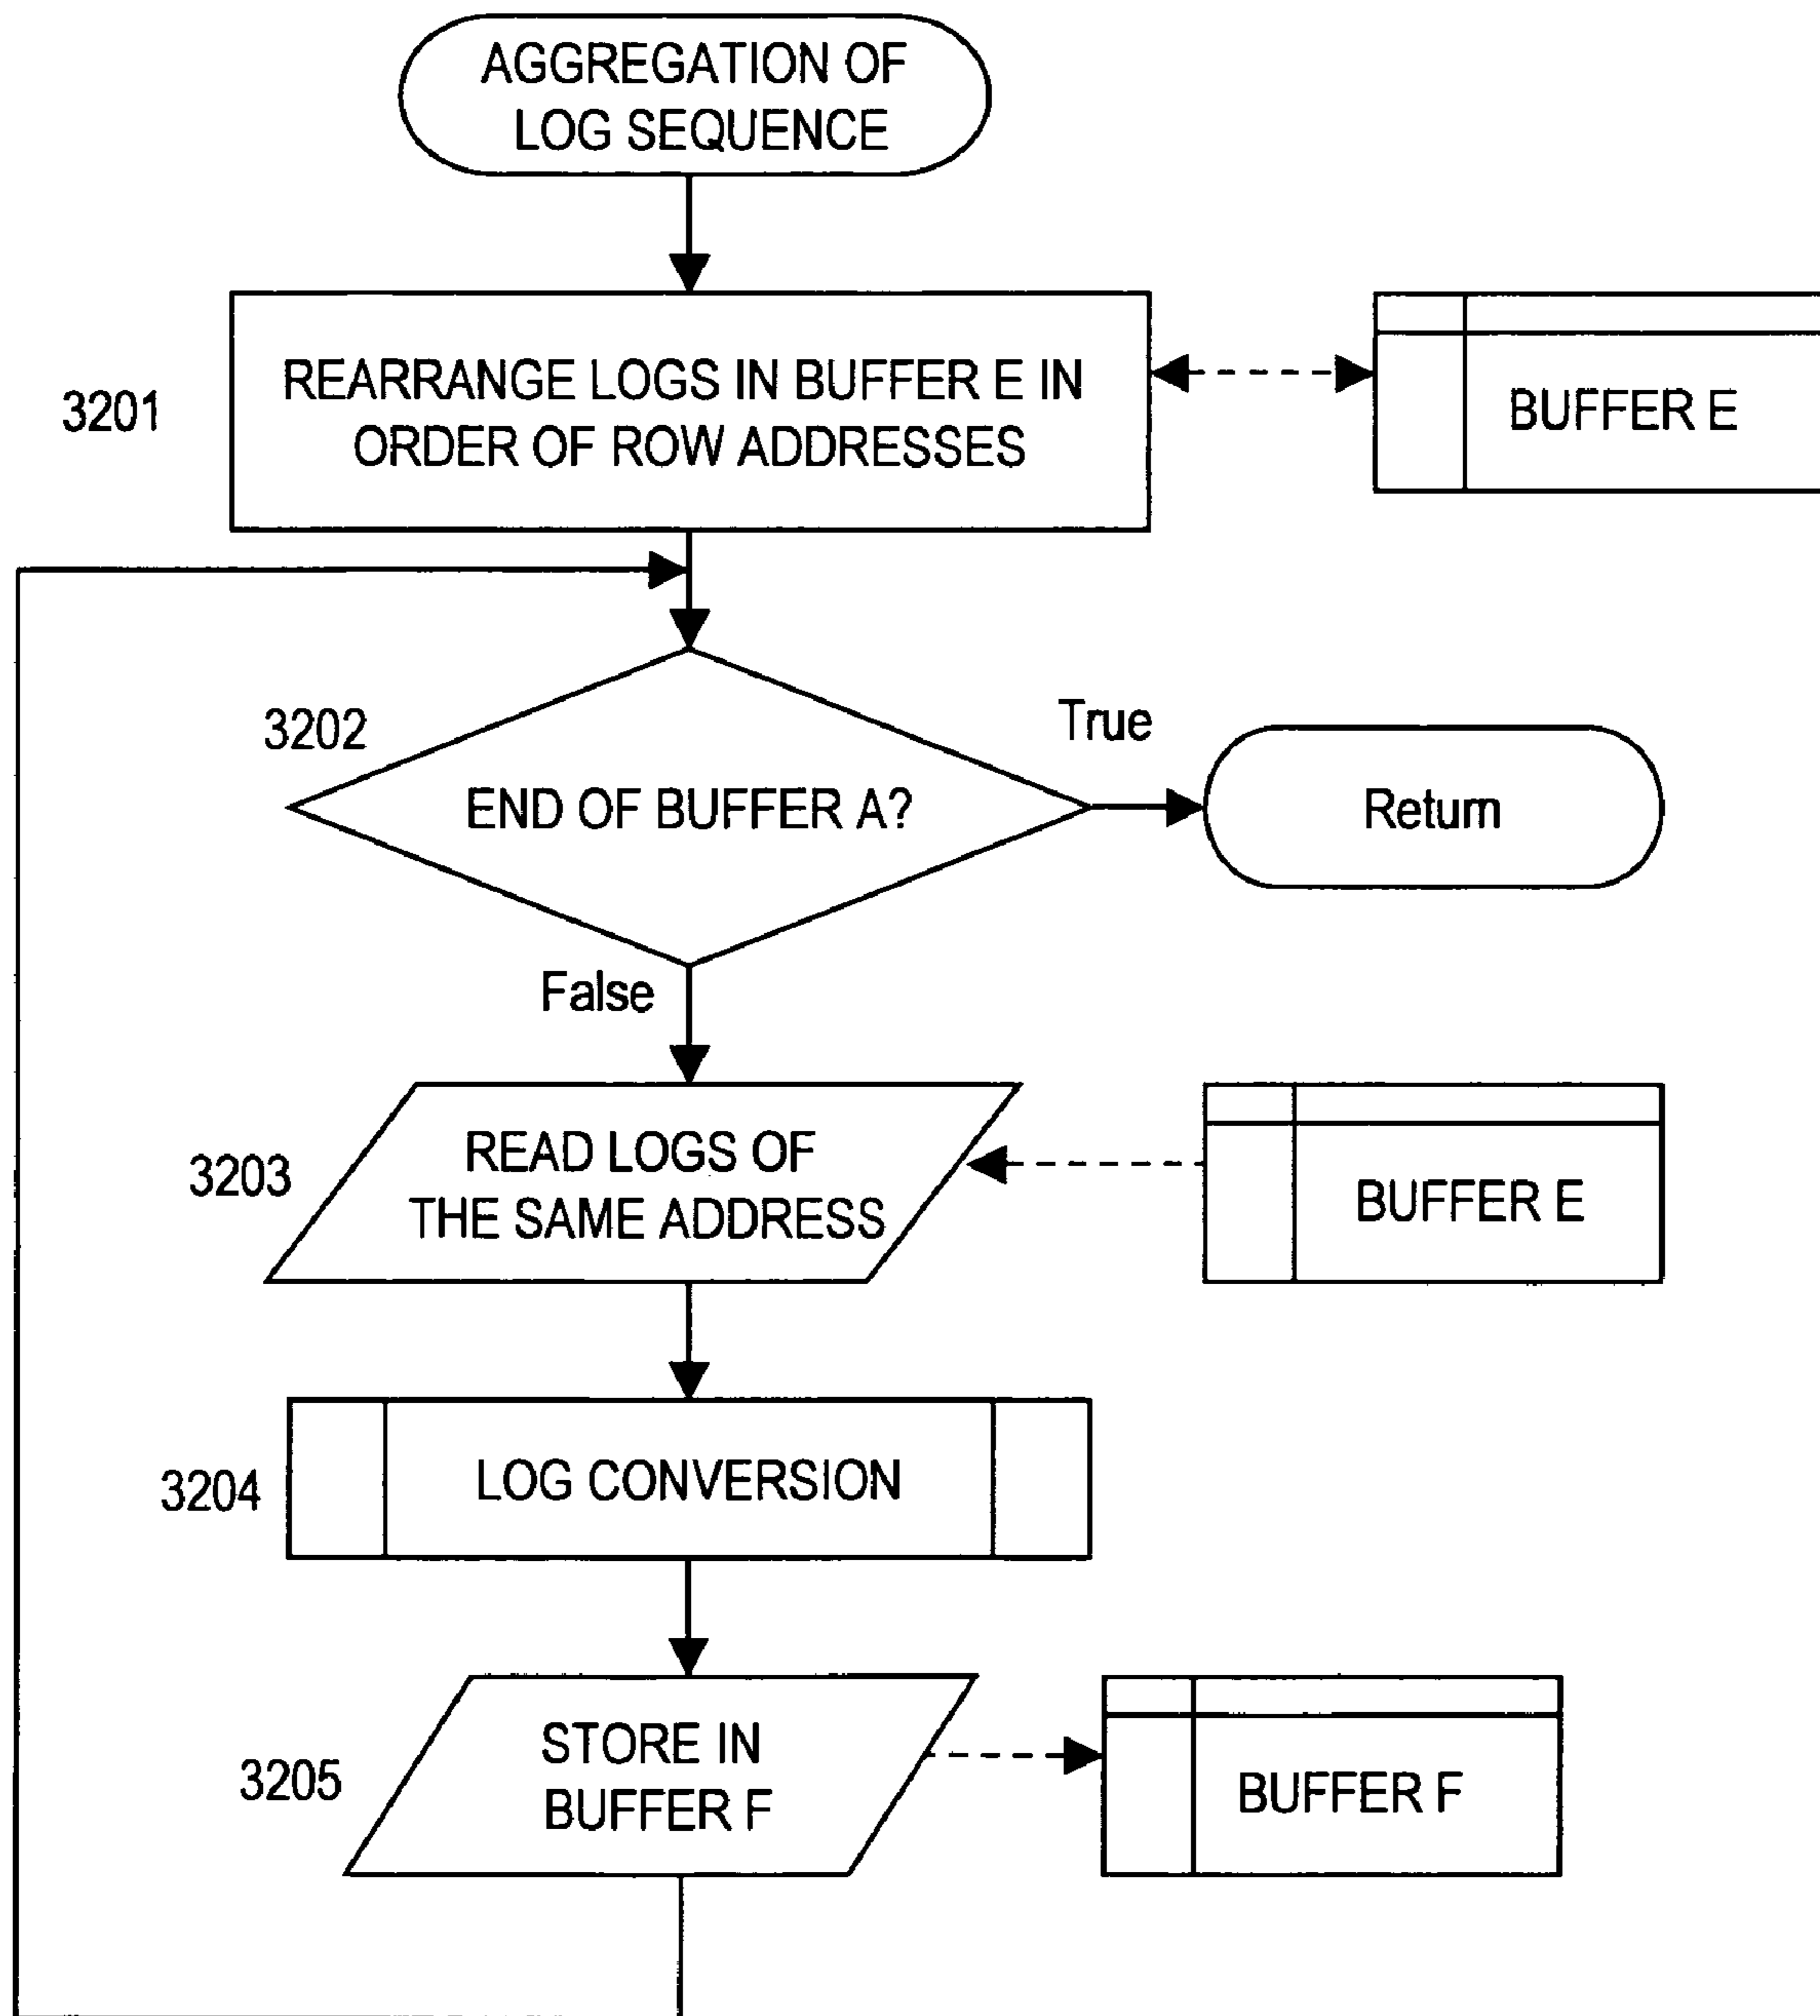 AGGREGATION OF
LOG SEQUENCE
3201
REARRANGE LOGS IN BUFFER E IN
ORDER OF ROW ADDRESSES
BUFFER E
3202
END OF BUFFER A?
True
Return
False
3203
READ LOGS OF
THE SAME ADDRESS
BUFFER E
3204
LOG CONVERSION
3205
STORE IN
BUFFER F
BUFFER F